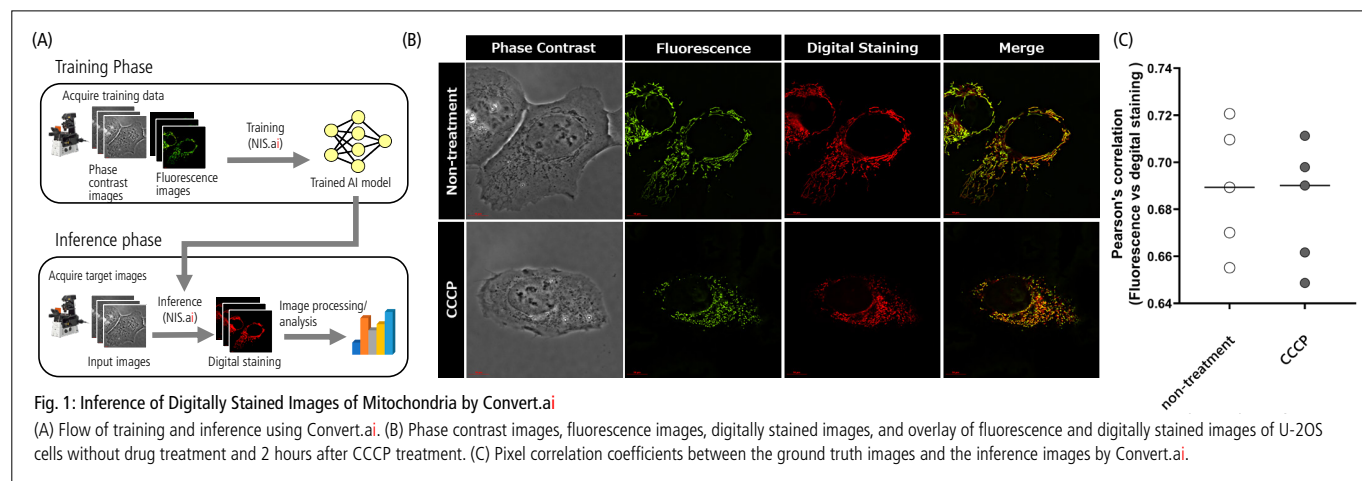 (A)
Training Phase
Acquire training data
Phase
contrast
images
Fluorescence
images
Training
(NIS.ai)
Trained AI model
Inference phase
Acquire target images
Input images
Inference
(NIS.ai)
Digital staining
Image processing/
analysis
(B)
Phase Contrast
Fluorescence
Digital Staining
Merge
Non-treatment
CCCP
(C)
Pearson's correlation
(Fluorescence vs degital staining )
0.74
0.72
0.70
0.68
0.66
0.64
non-treatment
CCCP
Fig. 1: Inference of Digitally Stained Images of Mitochondria by Convert.ai
(A) Flow of training and inference using Convert.ai. (B) Phase contrast images, fluorescence images, digitally stained images, and overlay of fluorescence and digitally stained images of U-2OS
cells without drug treatment and 2 hours after CCCP treatment. (C) Pixel correlation coefficients between the ground truth images and the inference images by Convert.ai.